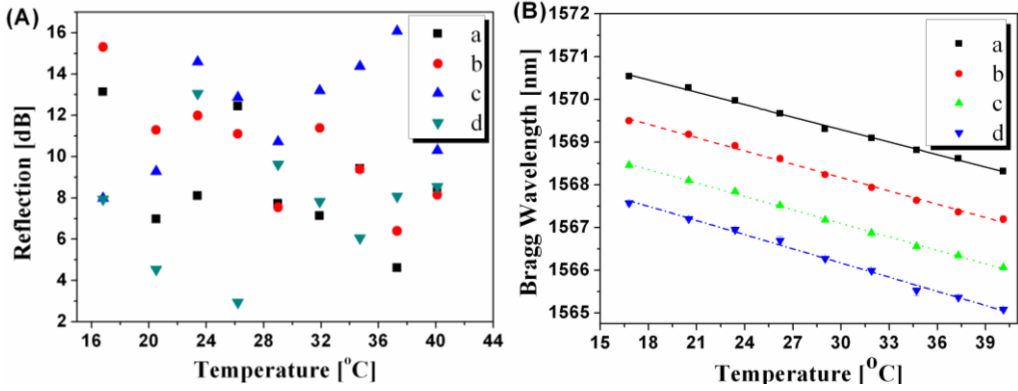 (A)
16
14
12
10
8
6
4
2
Reflection [dB]
a
b
c
d
16 20 24 28 32 36 40 44
Temperature [°C]
(B)
1572
1571
1570
1569
1568
1567
1566
1565
Bragg Wavelength [nm]
a
b
c
d
15 18 21 24 27 30 33 36 39
Temperature [°C]